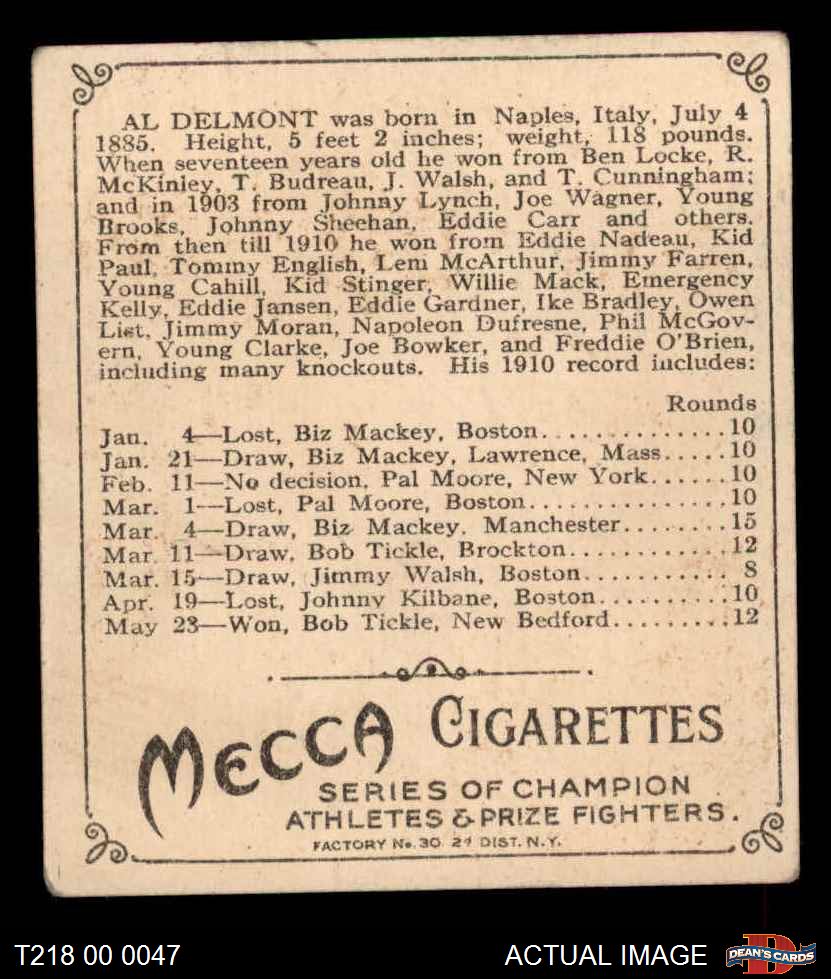 AL DELMONT was born in Naples, Italy, July 4
1885. Height, 5 feet 2 inches; weight, 118 pounds.
When seventeen years old he won from Ben Locke, R.
McKinley, T. Budreau, J. Walsh, and T. Cunningham;
and in 1903 from Johnny Lynch, Joe Wagner, Young
Brooks, Johnny Sheehan, Eddie Carr and others.
From then till 1910 he won from Eddie Nadeau, Kid
Paul, Tommy English, Lem McArthur, Jimmy Farren,
Young Cahill, Kid Stinger, Willie Mack, Emergency
Kelly, Eddie Jansen, Eddie Gardner, Ike Bradley, Owen
List, Jimmy Moran, Napoleon Dufresne, Phil McGov-
ern, Young Clarke, Joe Bowker, and Freddie O'Brien,
including many knockouts. His 1910 record includes:
Rounds
Jan. 4—Lost, Biz Mackey, Boston..............10
Jan. 21—Draw, Biz Mackey, Lawrence, Mass.....10
Feb. 11—No decision, Pal Moore, New York......10
Mar. 1—Lost, Pal Moore, Boston...............10
Mar. 4—Draw, Biz Mackey, Manchester........15
Mar. 11—Draw, Bob Tickle, Brockton............12
Mar. 15—Draw, Jimmy Walsh, Boston........... 8
Apr. 19—Lost, Johnny Kilbane, Boston..........10
May 23—Won, Bob Tickle, New Bedford.........12
MECCA CIGARETTES
SERIES OF CHAMPION
ATHLETES & PRIZE FIGHTERS.
FACTORY No. 30 2d DIST. N.Y.
T218 00 0047
ACTUAL IMAGE
D
DEAN'S CARDS